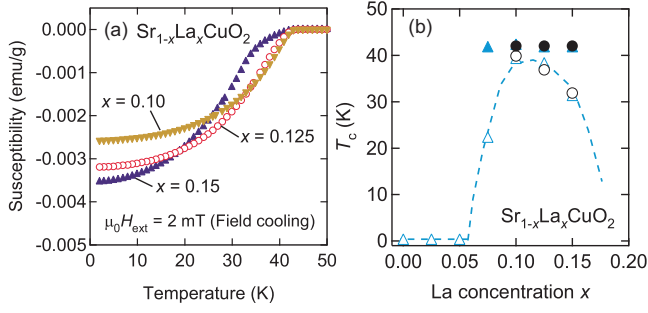 (a) Sr1-xLaxCuO2
x = 0.10
x = 0.125
x = 0.15
μ0Hext = 2 mT (Field cooling)
Susceptibility (emu/g)
0.000
-0.001
-0.002
-0.003
-0.004
-0.005
0 10 20 30 40 50
Temperature (K)
(b)
Tc (K)
50
40
30
20
10
0
Sr1-xLaxCuO2
0.00 0.05 0.10 0.15 0.20
La concentration x